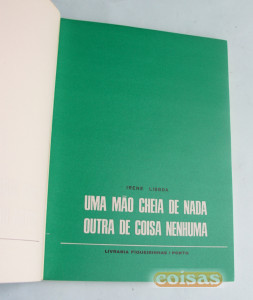 IRENE LISBOA
UMA MÃO CHEIA DE NADA
OUTRA DE COISA NENHUMA
LIVRARIA FIGUEIRINHAS / PORTO
coisas